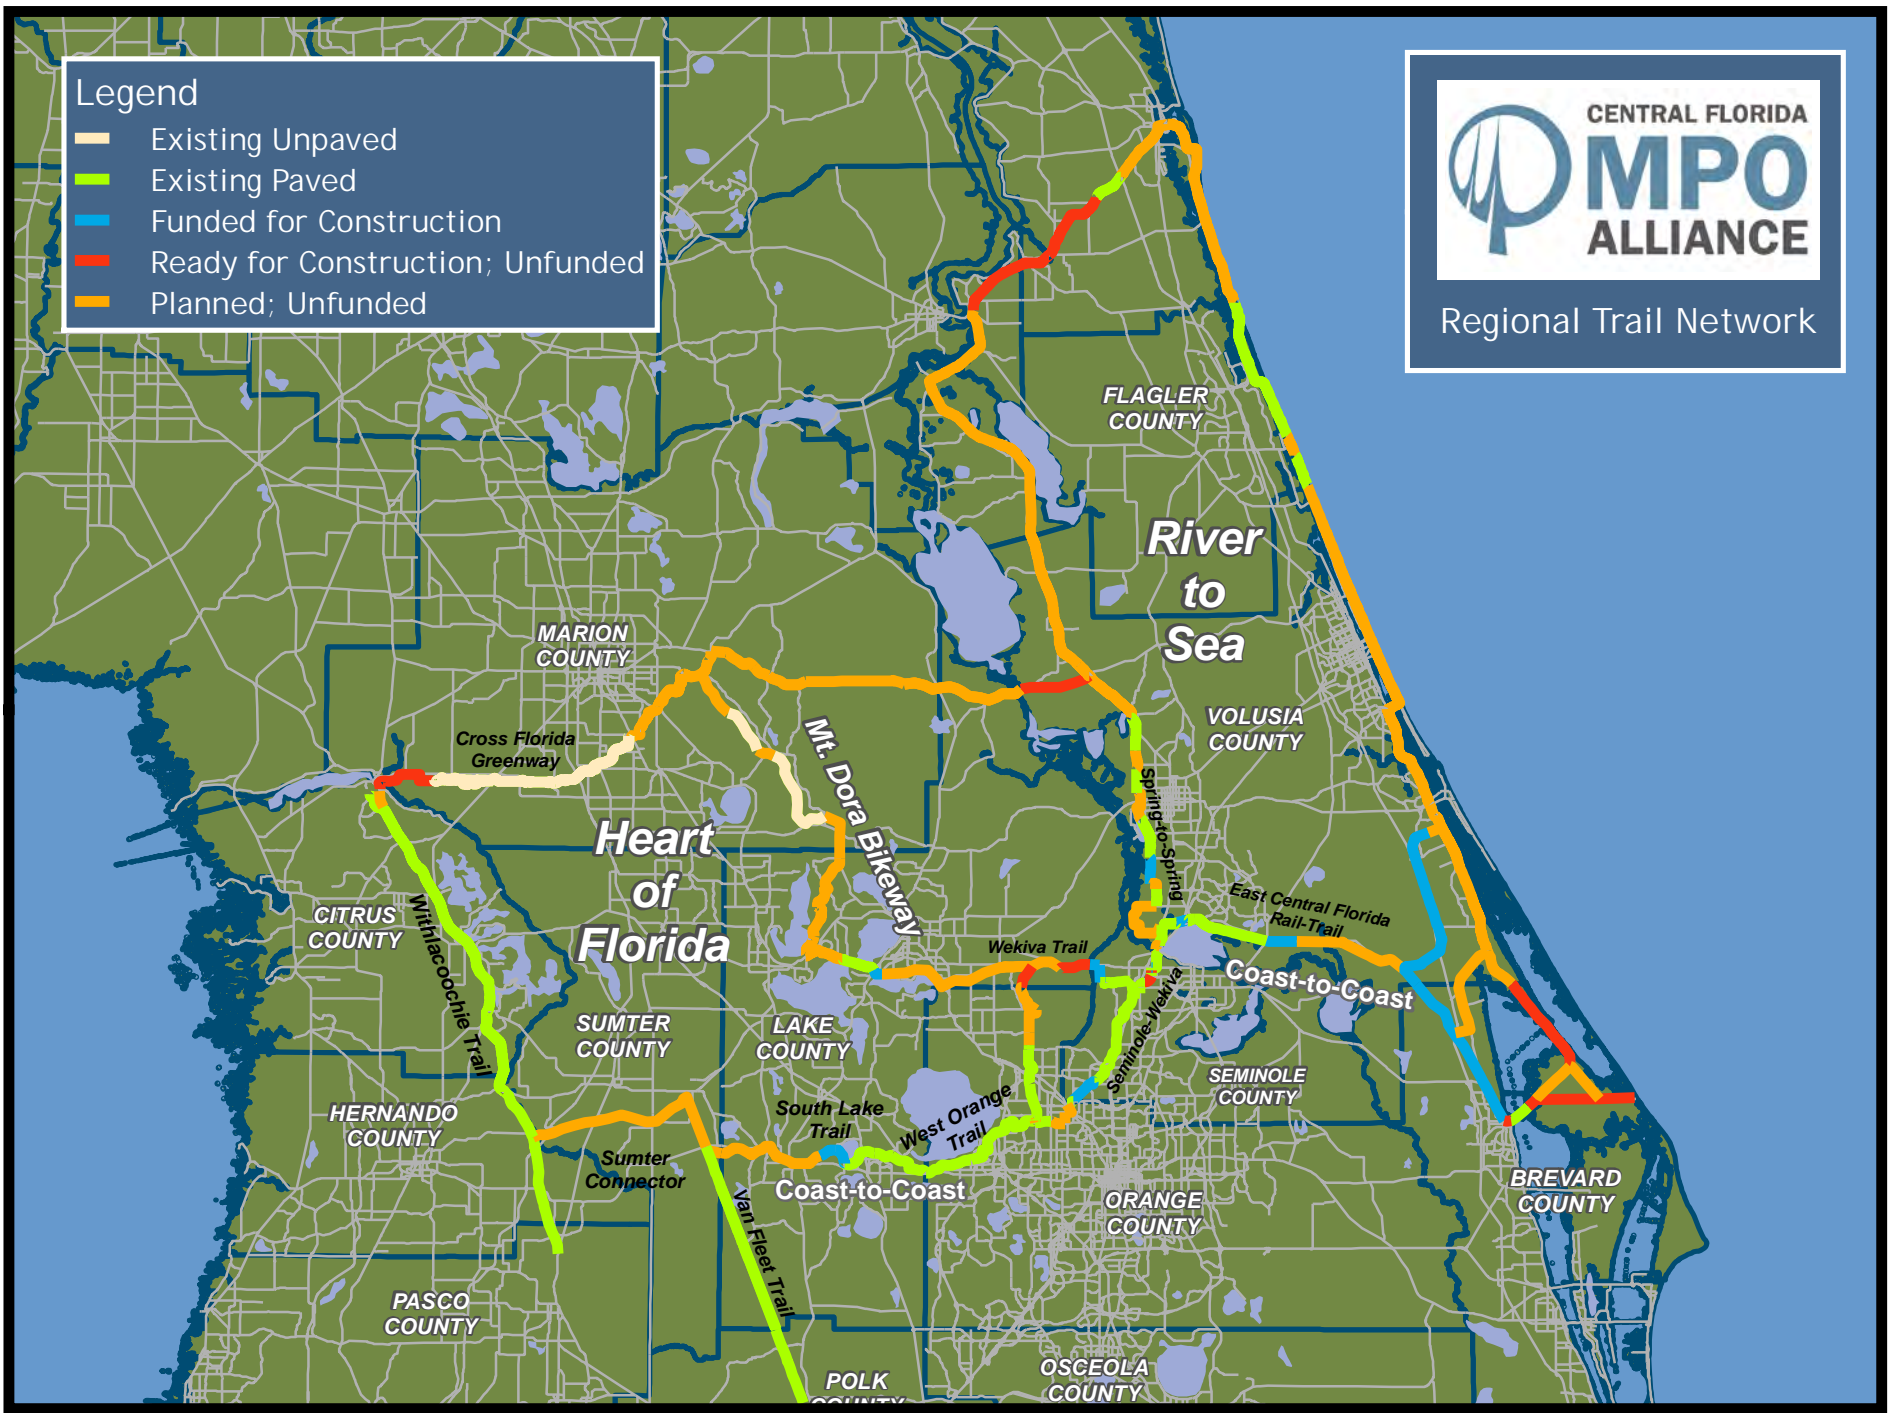 Legend
Existing Unpaved
Existing Paved
Funded for Construction
Ready for Construction; Unfunded
Planned; Unfunded
CENTRAL FLORIDA
MPO
ALLIANCE
Regional Trail Network
FLAGLER
COUNTY
River
to
Sea
MARION
COUNTY
VOLUSIA
COUNTY
Cross Florida
Greenway
Mt. Dora Bikeway
Spring-to-Spring
Heart
of
Florida
CITRUS
COUNTY
Withlacoochie Trail
East Central Florida
Rail-Trail
Wekiva Trail
Coast-to-Coast
Seminole-Wekiva
SUMTER
COUNTY
LAKE
COUNTY
SEMINOLE
COUNTY
HERNANDO
COUNTY
South Lake
Trail
West Orange
Trail
Sumter
Connector
Coast-to-Coast
Van Fleet Trail
ORANGE
COUNTY
BREVARD
COUNTY
PASCO
COUNTY
POLK
COUNTY
OSCEOLA
COUNTY